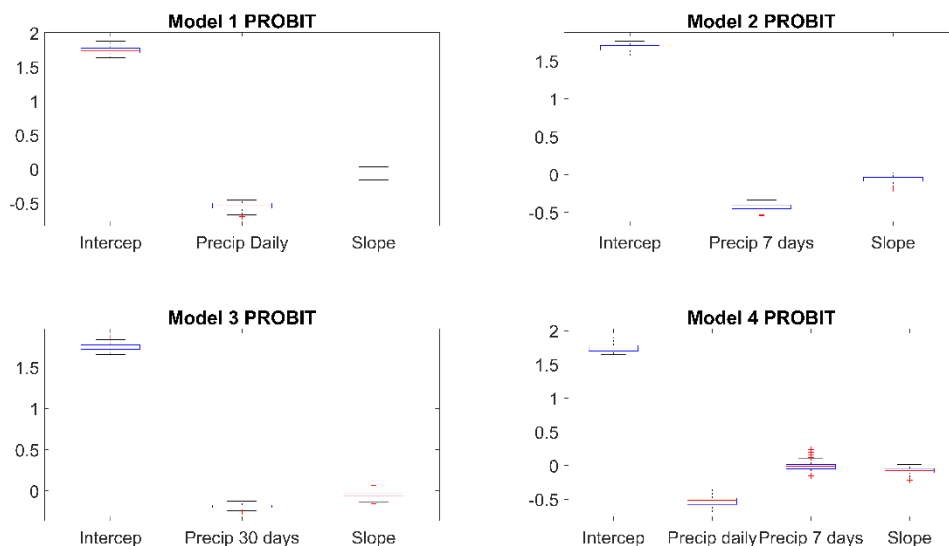 Model 1 PROBIT
2
1.5
1
0.5
0
-0.5
Intercep Precip Daily Slope
Model 2 PROBIT
1.5
1
0.5
0
-0.5
Intercep Precip 7 days Slope
Model 3 PROBIT
1.5
1
0.5
0
Intercep Precip 30 days Slope
Model 4 PROBIT
2
1.5
1
0.5
0
-0.5
Intercep Precip daily Precip 7 days Slope